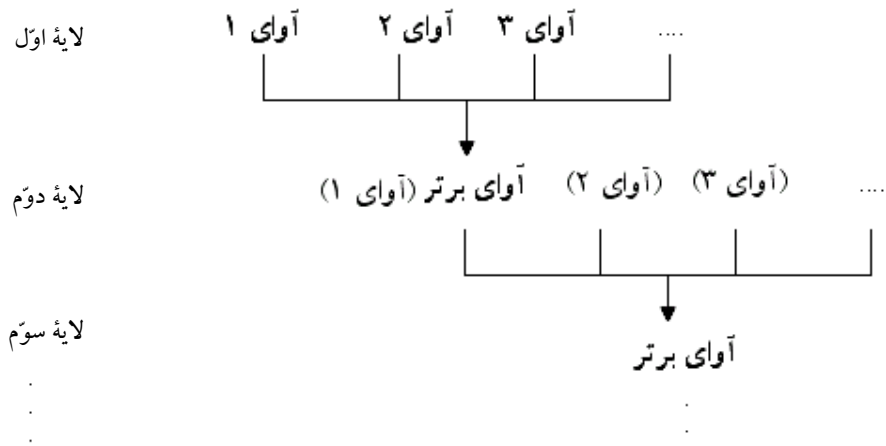 لایهٔ اوّل
آوای ۱ آوای ۲ آوای ۳ ....
لایهٔ دوّم
آوای برتر (آوای ۱) (آوای ۲) (آوای ۳) ....
لایهٔ سوّم
آوای برتر
.
.
.
.
.